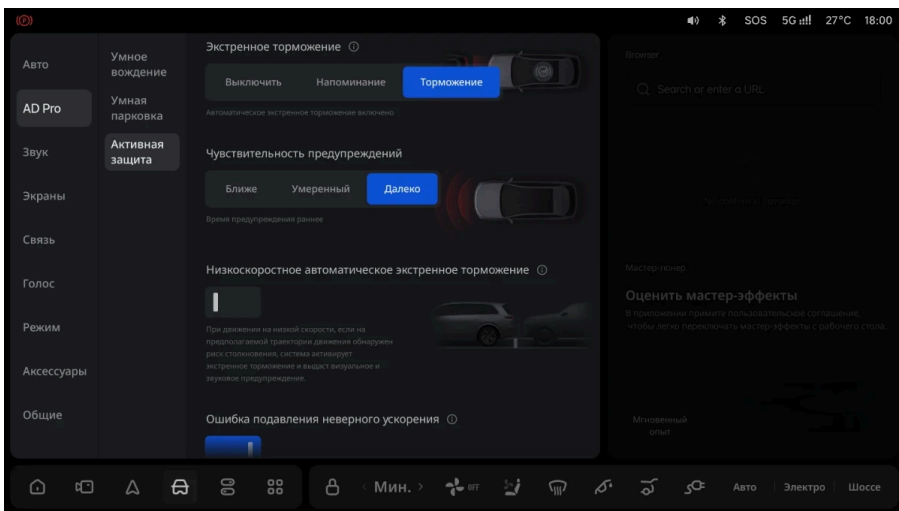 (P)
SOS 5G 27°C 18:00
Авто
AD Pro
Звук
Экраны
Связь
Голос
Режим
Аксессуары
Общие
Умное
вождение
Умная
парковка
Активная
защита
Экстренное торможение
Выключить Напоминание Торможение
Автоматическое экстренное торможение включено
Чувствительность предупреждений
Ближе Умеренный Далеко
Время предупреждения раннее
Низкоскоростное автоматическое экстренное торможение
При движении на низкой скорости, если на
предполагаемой траектории движения обнаружен
риск столкновения, система активирует
экстренное торможение и выдаст визуальное и
звуковое предупреждение.
Ошибка подавления неверного ускорения
Browser
Search or enter a URL
Мастер-тюнер
Оценить мастер-эффекты
В приложении примите пользовательское соглашение,
чтобы легко переключать мастер-эффекты с рабочего стола.
Мгновенный
опыт
Мин. OFF Авто Электро Шоссе